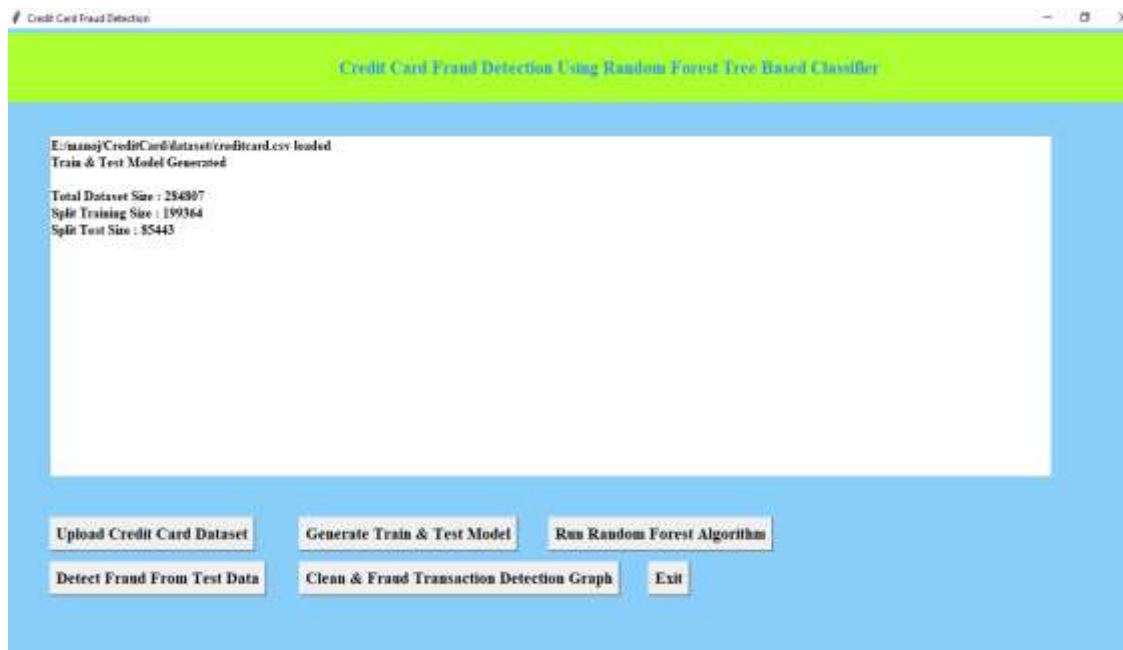 Credit Card Fraud Detection
Credit Card Fraud Detection Using Random Forest Tree Based Classifier
E:/manoj/CreditCard/dataset/creditcard.csv loaded
Train & Test Model Generated
Total Dataset Size : 284807
Split Training Size : 199364
Split Test Size : 85443
Upload Credit Card Dataset
Generate Train & Test Model
Run Random Forest Algorithm
Detect Fraud From Test Data
Clean & Fraud Transaction Detection Graph
Exit